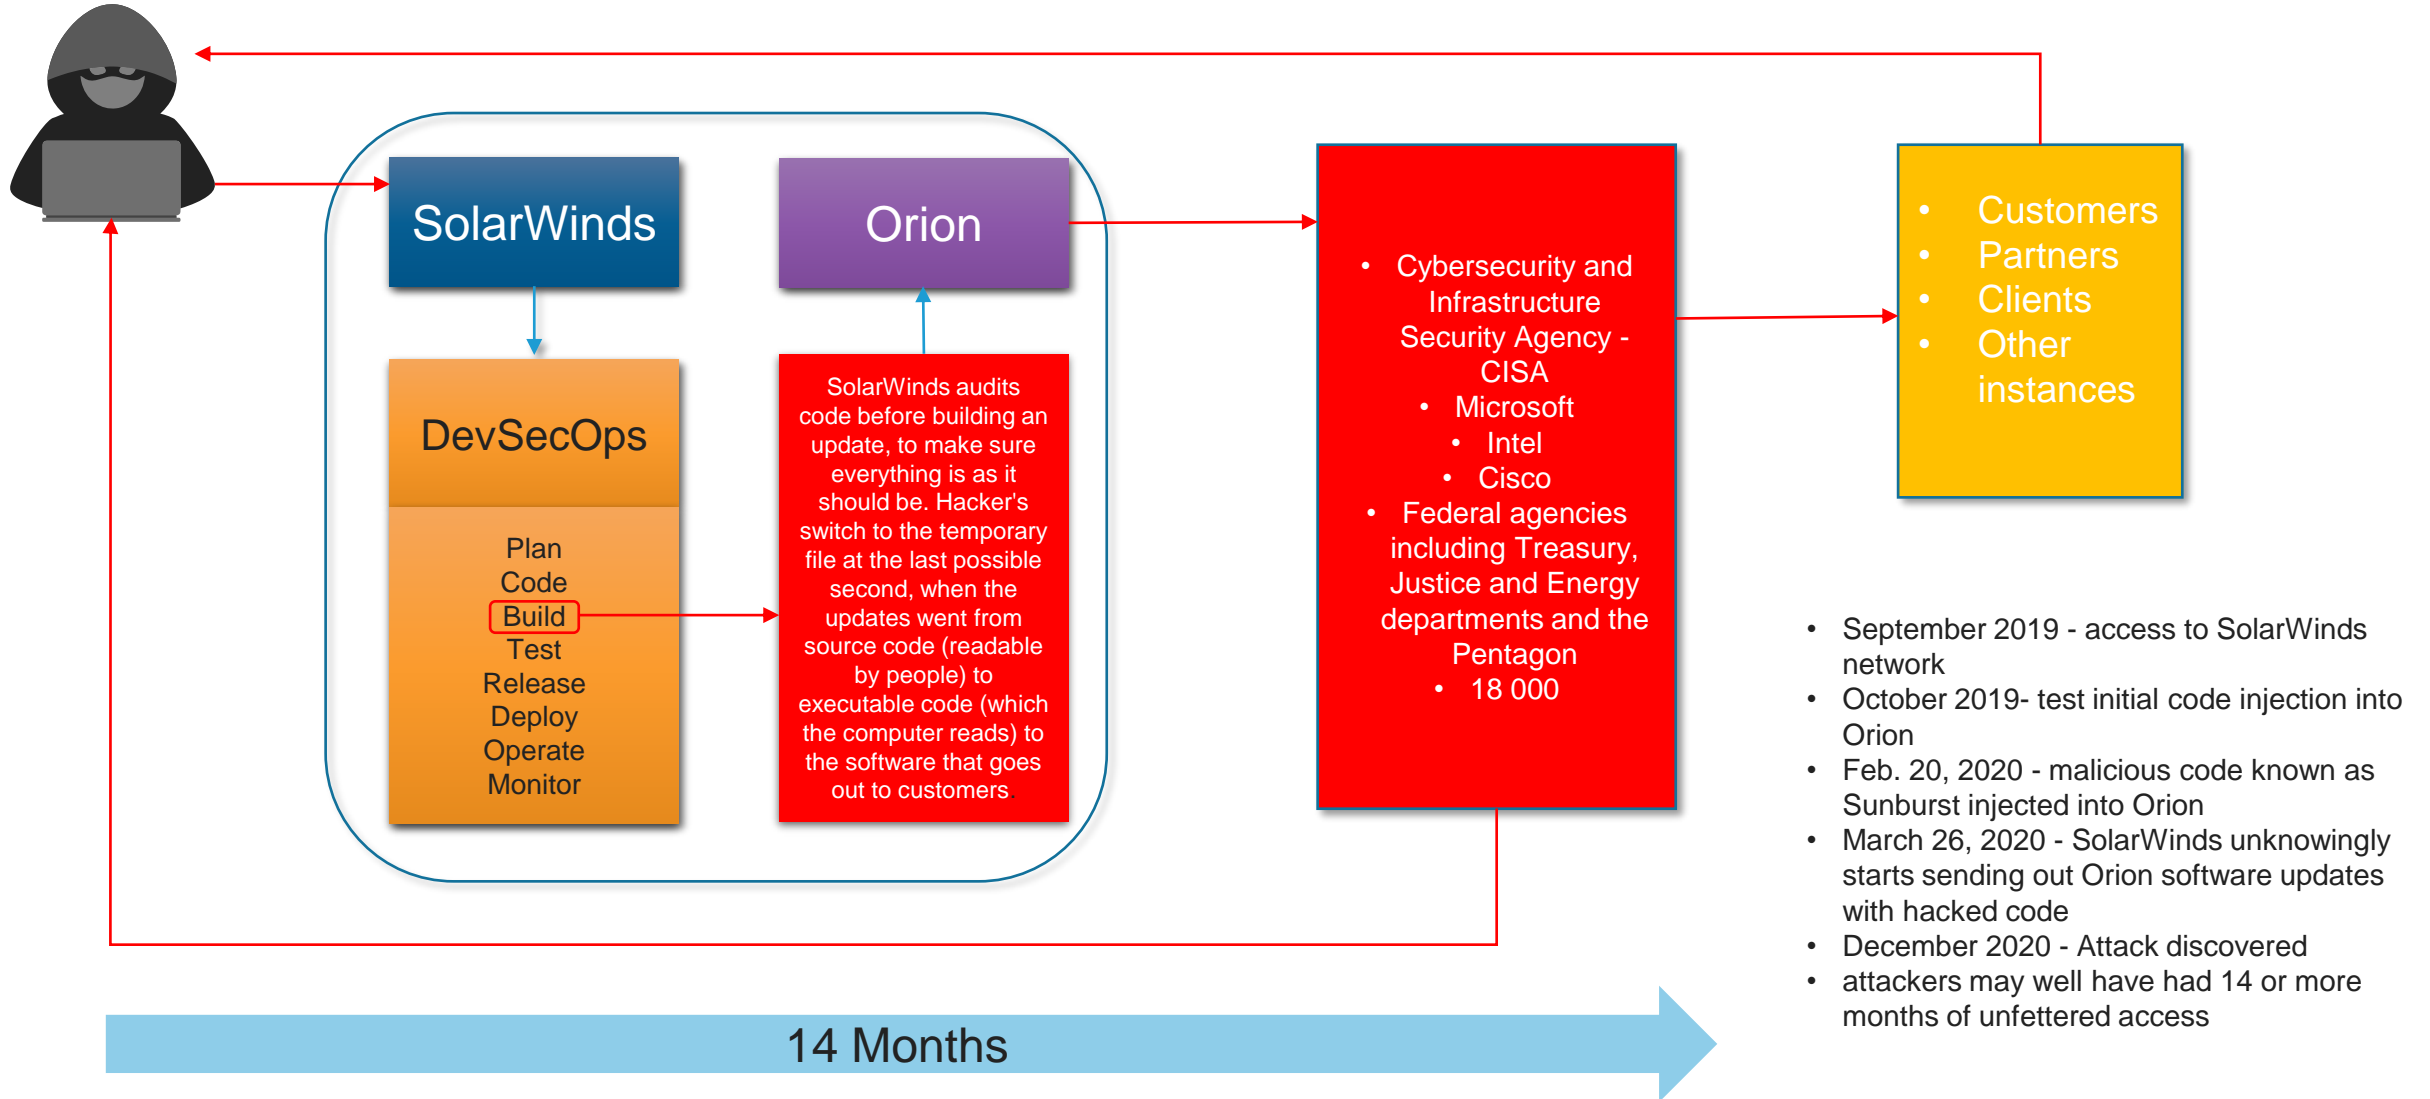 SolarWinds
DevSecOps
Plan
Code
Build
Test
Release
Deploy
Operate
Monitor
Orion
SolarWinds audits
code before building an
update, to make sure
everything is as it
should be. Hacker's
switch to the temporary
file at the last possible
second, when the
updates went from
source code (readable
by people) to
executable code (which
the computer reads) to
the software that goes
out to customers.
• Cybersecurity and
Infrastructure
Security Agency -
CISA
• Microsoft
• Intel
• Cisco
• Federal agencies
including Treasury,
Justice and Energy
departments and the
Pentagon
• 18 000
• Customers
• Partners
• Clients
• Other
instances
• September 2019 - access to SolarWinds
network
• October 2019- test initial code injection into
Orion
• Feb. 20, 2020 - malicious code known as
Sunburst injected into Orion
• March 26, 2020 - SolarWinds unknowingly
starts sending out Orion software updates
with hacked code
• December 2020 - Attack discovered
• attackers may well have had 14 or more
months of unfettered access
14 Months